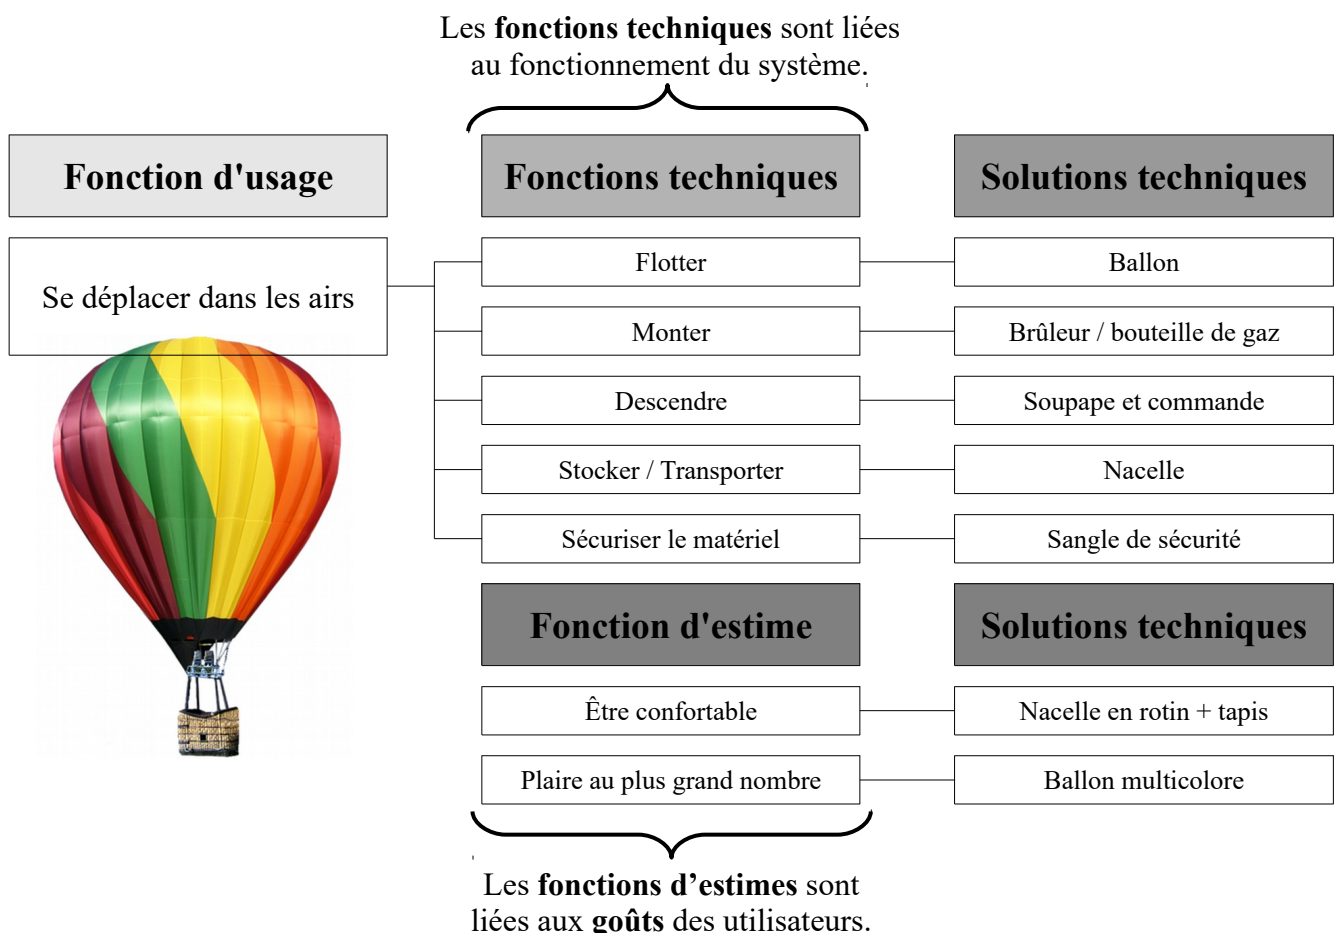 Les fonctions techniques sont liées
au fonctionnement du système.
Fonction d'usage
Fonctions techniques
Solutions techniques
Se déplacer dans les airs
Flotter
Ballon
Monter
Brûleur / bouteille de gaz
Descendre
Soupape et commande
Stocker / Transporter
Nacelle
Sécuriser le matériel
Sangle de sécurité
Fonction d'estime
Solutions techniques
Être confortable
Nacelle en rotin + tapis
Plaire au plus grand nombre
Ballon multicolore
Les fonctions d’estimes sont
liées aux goûts des utilisateurs.